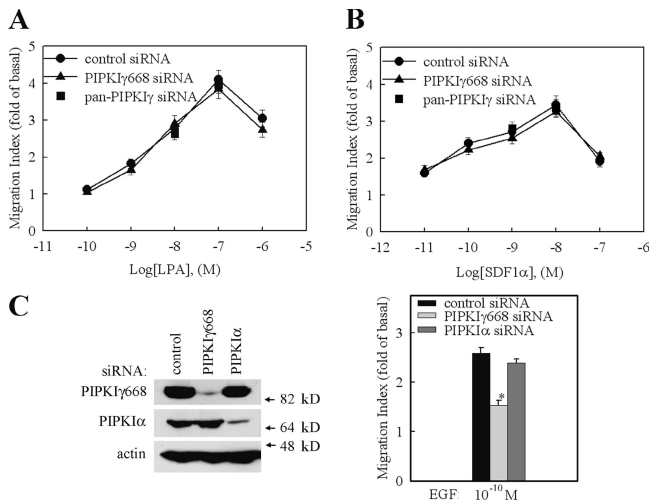 A
control siRNA
PIPKIγ668 siRNA
pan-PIPKIγ siRNA
Migration Index (fold of basal)
5
4
3
2
1
0
-11 -10 -9 -8 -7 -6 -5
Log[LPA], (M)
B
control siRNA
PIPKIγ668 siRNA
pan-PIPKIγ siRNA
Migration Index (fold of basal)
5
4
3
2
1
0
-12 -11 -10 -9 -8 -7 -6
Log[SDF1α], (M)
C
siRNA:
control
PIPKIγ668
PIPKIα
PIPKIγ668
← 82 kD
PIPKIα
← 64 kD
← 48 kD
actin
control siRNA
PIPKIγ668 siRNA
PIPKIα siRNA
Migration Index (fold of basal)
3
2
1
0
*
EGF: 10⁻¹⁰ M